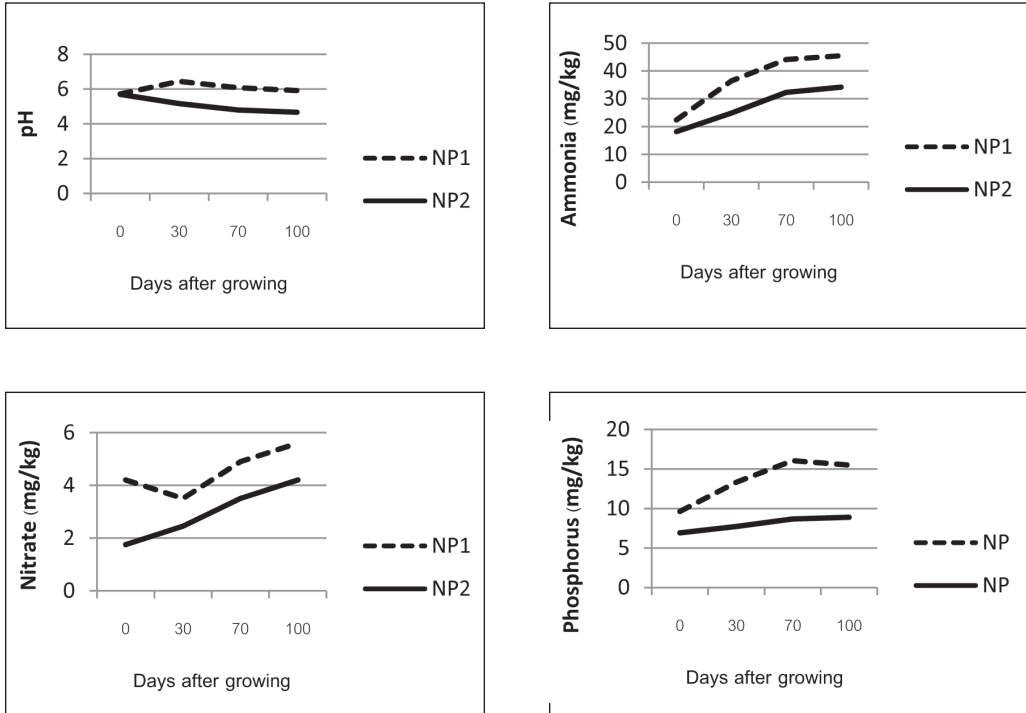 pH
8
6
4
2
0
0 30 70 100
Days after growing
NP1
NP2
Ammonia (mg/kg)
50
40
30
20
10
0
0 30 70 100
Days after growing
NP1
NP2
Nitrate (mg/kg)
6
4
2
0
0 30 70 100
Days after growing
NP1
NP2
Phosphorus (mg/kg)
20
15
10
5
0
0 30 70 100
Days after growing
NP
NP